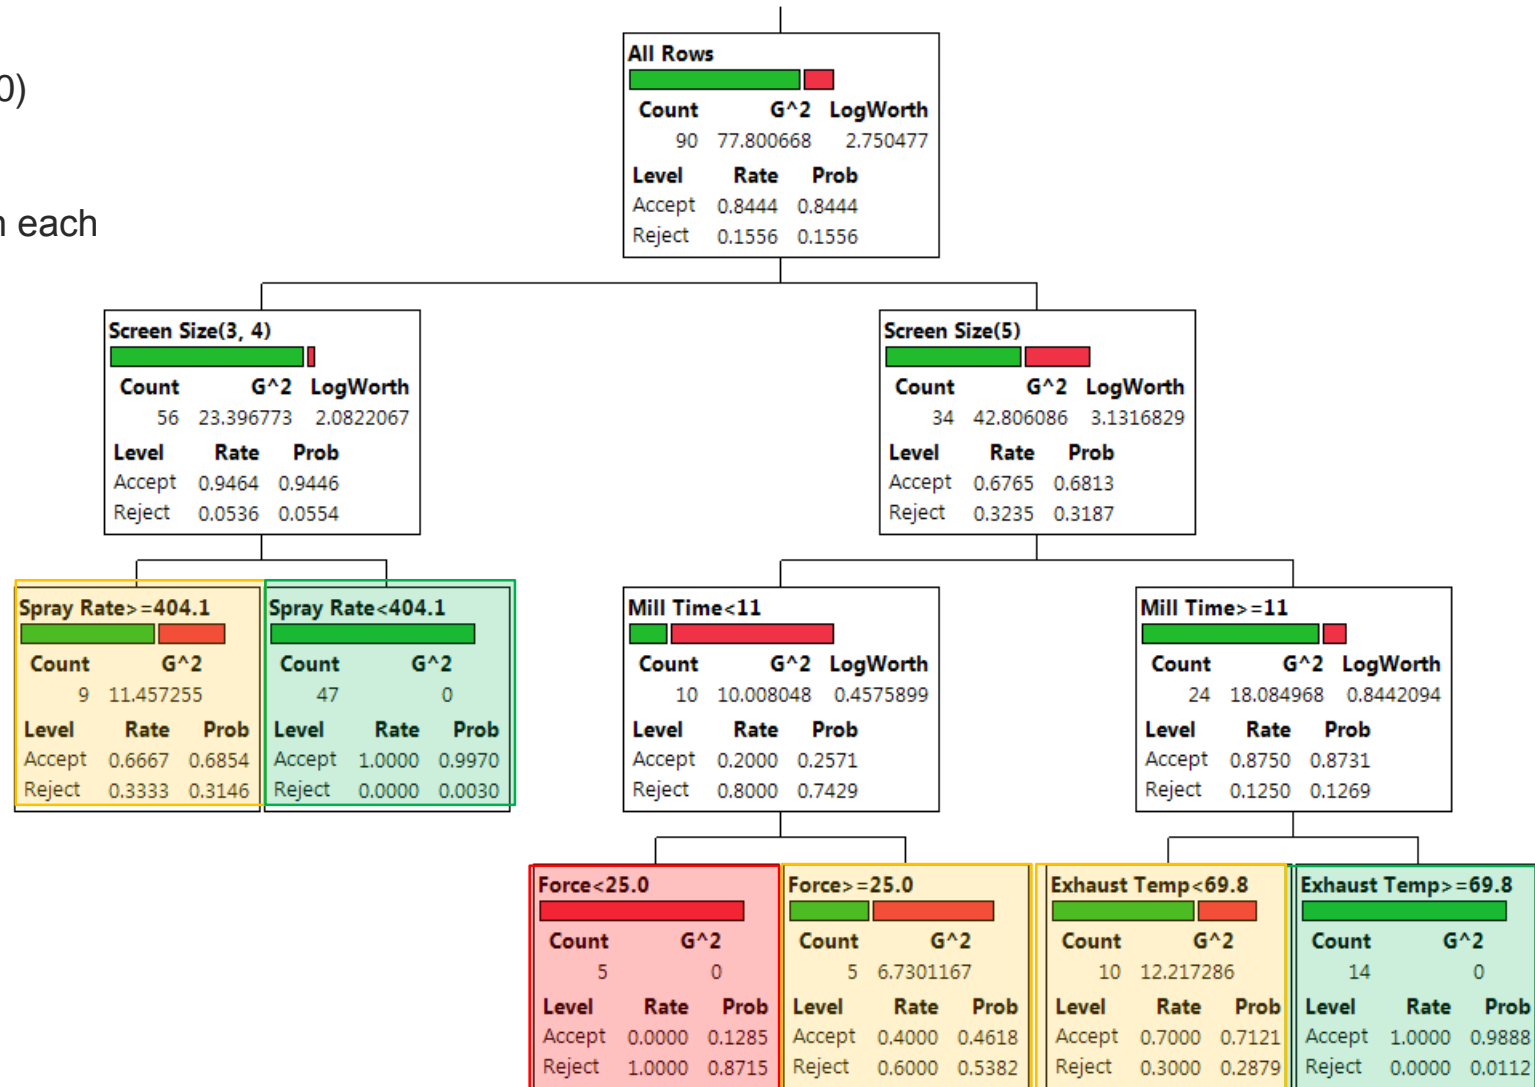 0)
n each
All Rows
Count G^2 LogWorth
90 77.800668 2.750477
Level Rate Prob
Accept 0.8444 0.8444
Reject 0.1556 0.1556
Screen Size(3, 4)
Count G^2 LogWorth
56 23.396773 2.0822067
Level Rate Prob
Accept 0.9464 0.9446
Reject 0.0536 0.0554
Screen Size(5)
Count G^2 LogWorth
34 42.806086 3.1316829
Level Rate Prob
Accept 0.6765 0.6813
Reject 0.3235 0.3187
Spray Rate>=404.1
Count G^2
9 11.457255
Level Rate Prob
Accept 0.6667 0.6854
Reject 0.3333 0.3146
Spray Rate<404.1
Count G^2
47 0
Level Rate Prob
Accept 1.0000 0.9970
Reject 0.0000 0.0030
Mill Time<11
Count G^2 LogWorth
10 10.008048 0.4575899
Level Rate Prob
Accept 0.2000 0.2571
Reject 0.8000 0.7429
Mill Time>=11
Count G^2 LogWorth
24 18.084968 0.8442094
Level Rate Prob
Accept 0.8750 0.8731
Reject 0.1250 0.1269
Force<25.0
Count G^2
5 0
Level Rate Prob
Accept 0.0000 0.1285
Reject 1.0000 0.8715
Force>=25.0
Count G^2
5 6.7301167
Level Rate Prob
Accept 0.4000 0.4618
Reject 0.6000 0.5382
Exhaust Temp<69.8
Count G^2
10 12.217286
Level Rate Prob
Accept 0.7000 0.7121
Reject 0.3000 0.2879
Exhaust Temp>=69.8
Count G^2
14 0
Level Rate Prob
Accept 1.0000 0.9888
Reject 0.0000 0.0112